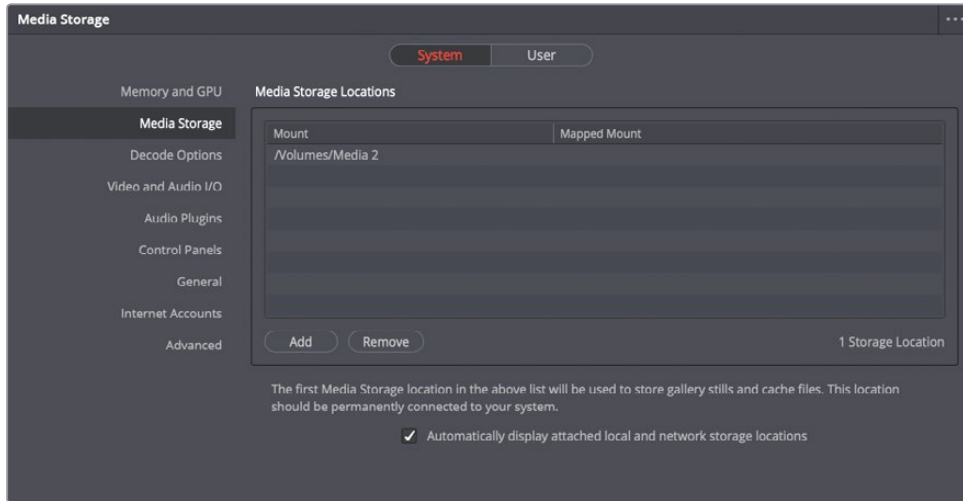 Media Storage
System
User
Memory and GPU
Media Storage
Decode Options
Video and Audio I/O
Audio Plugins
Control Panels
General
Internet Accounts
Advanced
Media Storage Locations
Mount
Mapped Mount
/Volumes/Media 2
Add
Remove
1 Storage Location
The first Media Storage location in the above list will be used to store gallery stills and cache files. This location
should be permanently connected to your system.
Automatically display attached local and network storage locations